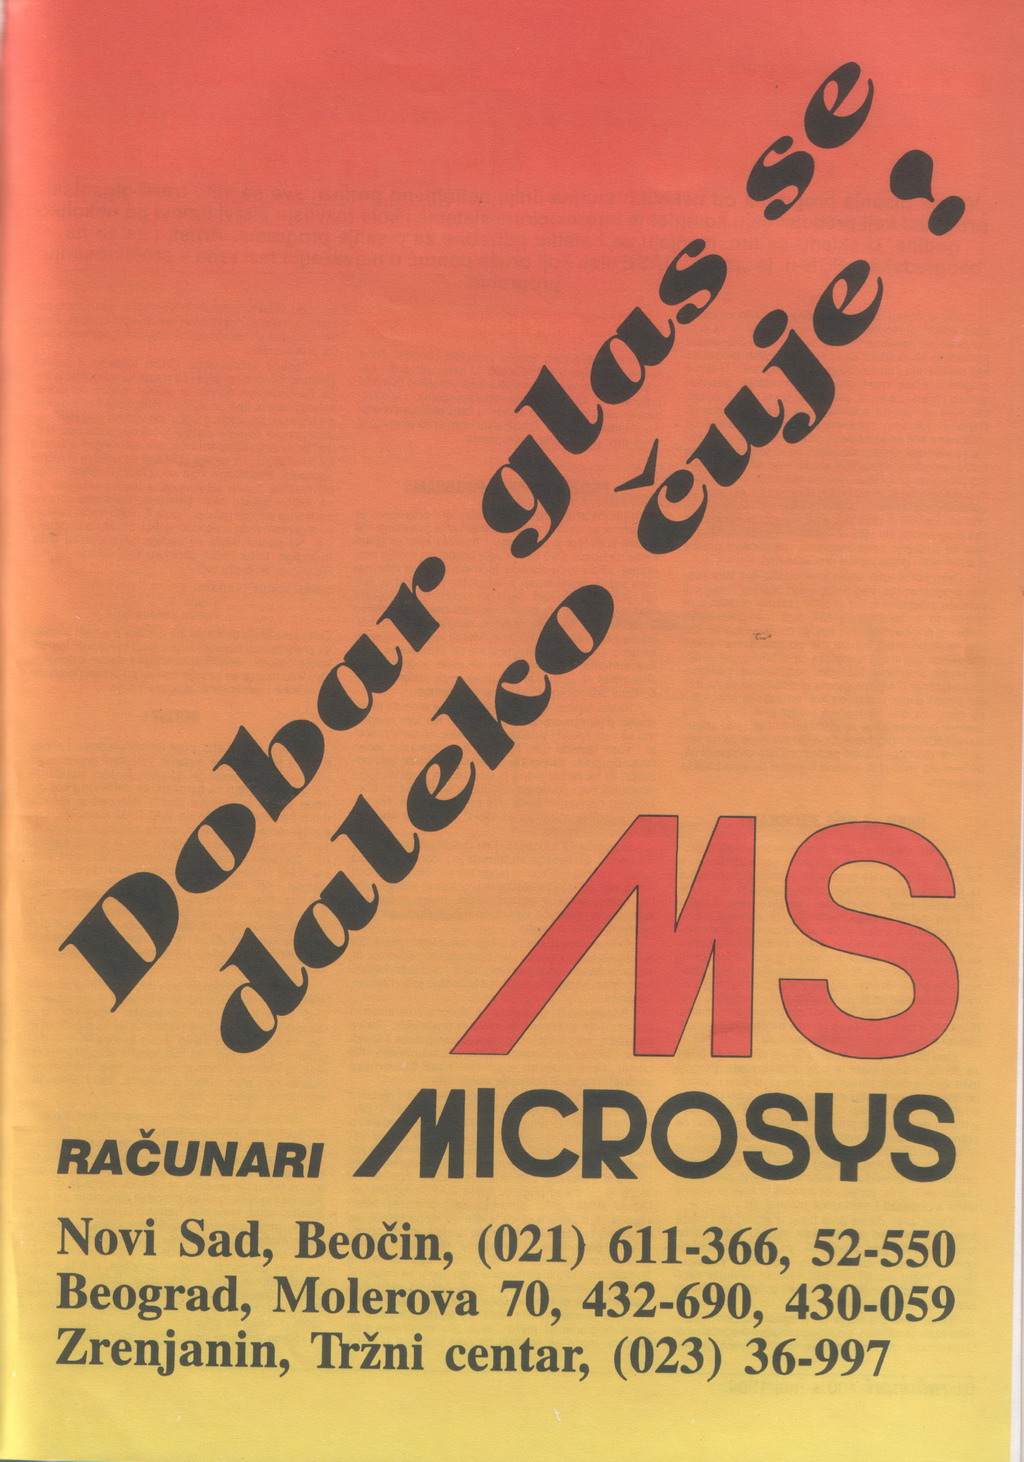 Dobar glas se
daleko čuje!
MS
RAČUNARI MICROSYS
Novi Sad, Beočin, (021) 611-366, 52-550
Beograd, Molerova 70, 432-690, 430-059
Zrenjanin, Tržni centar, (023) 36-997